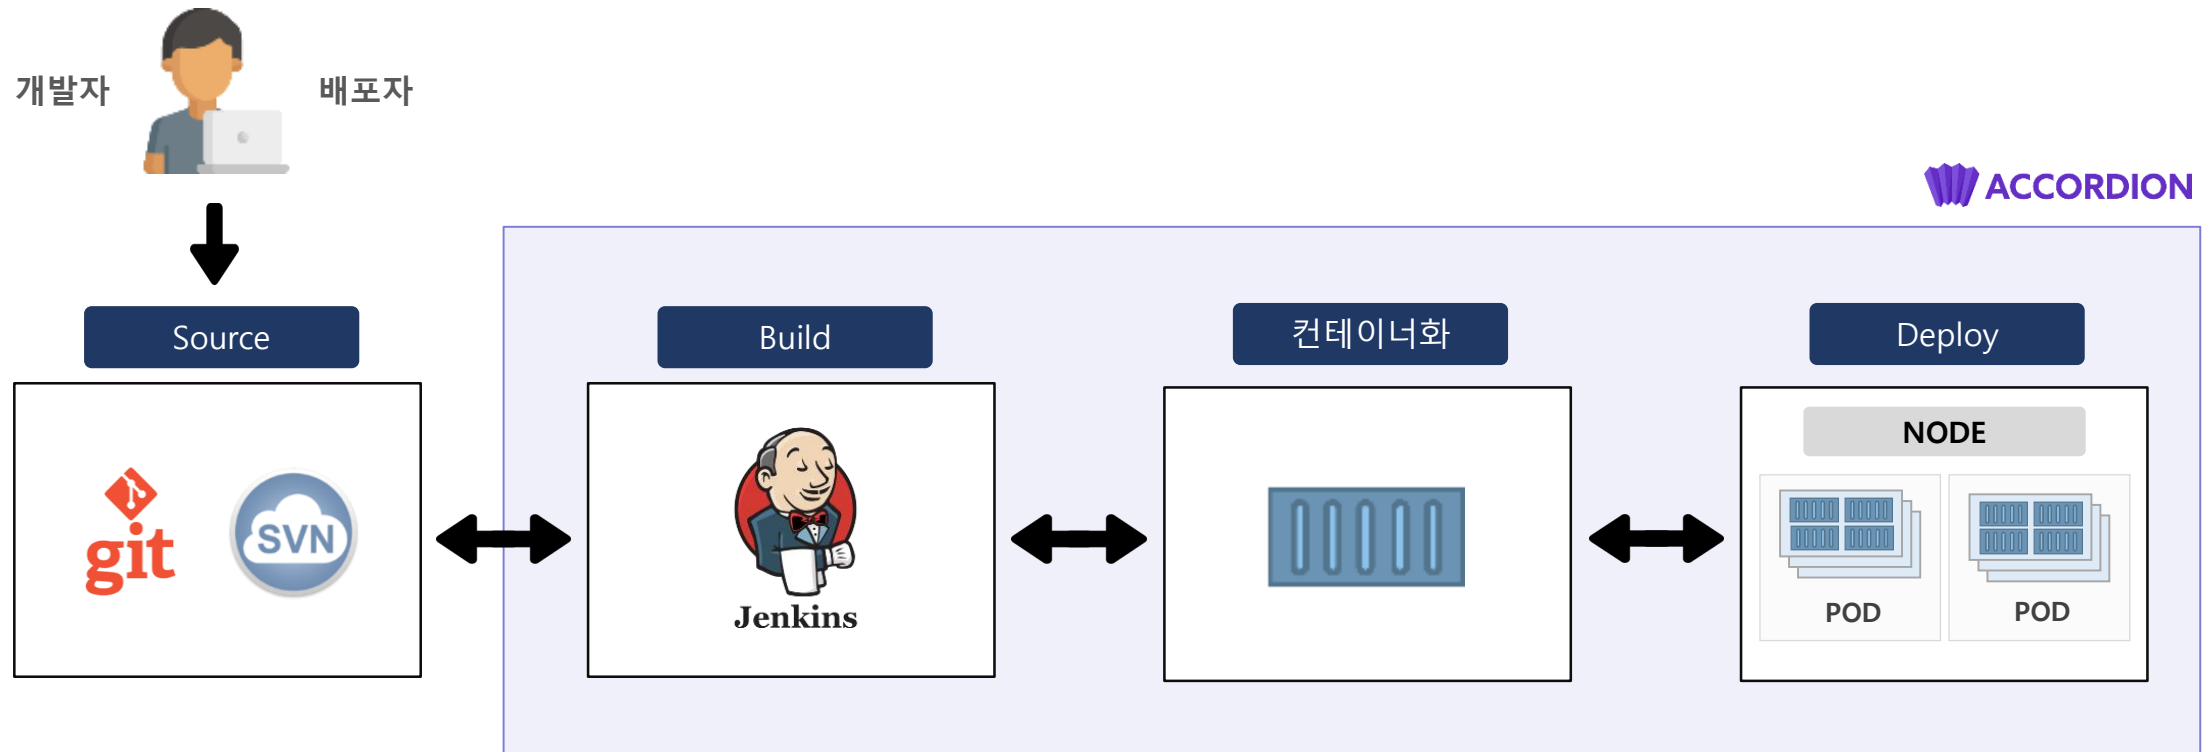 개발자
배포자
ACCORDION
Source
Build
컨테이너화
Deploy
git
SVN
Jenkins
NODE
POD
POD